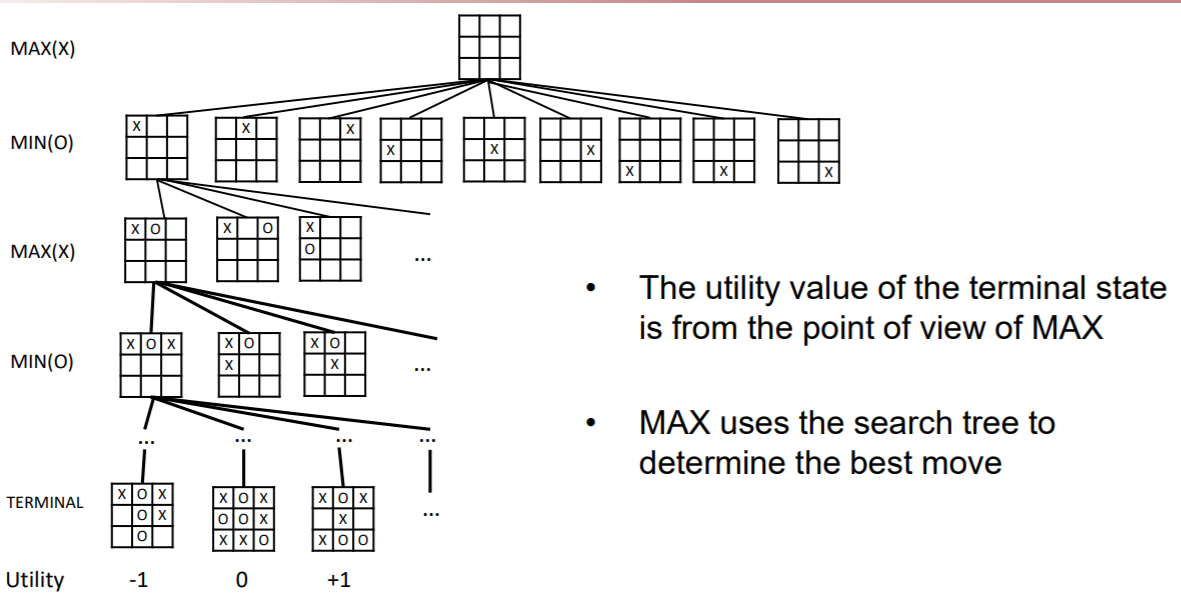 MAX(X)
MIN(O)
X
X
X
X
X
X
X
X
X
MAX(X)
X O
X O
X
O
...
MIN(O)
X O X
X O
X
X O
X
...
... ... ... ...
TERMINAL
X O X
O X
O
X O X
O O X
X X O
X O X
X
X O O
...
Utility -1 0 +1
• The utility value of the terminal state
is from the point of view of MAX
• MAX uses the search tree to
determine the best move